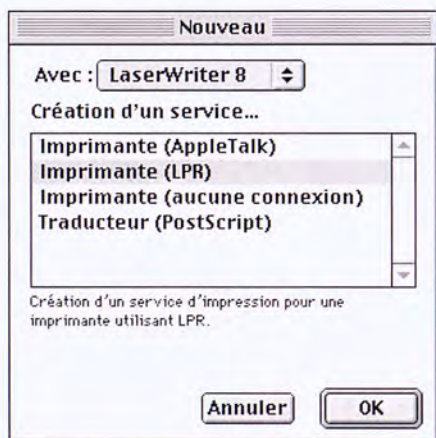 Nouveau
Avec : LaserWriter 8
Création d'un service...
Imprimante (AppleTalk)
Imprimante (LPR)
Imprimante (aucune connexion)
Traducteur (PostScript)
Création d'un service d'impression pour une
imprimante utilisant LPR.
Annuler OK